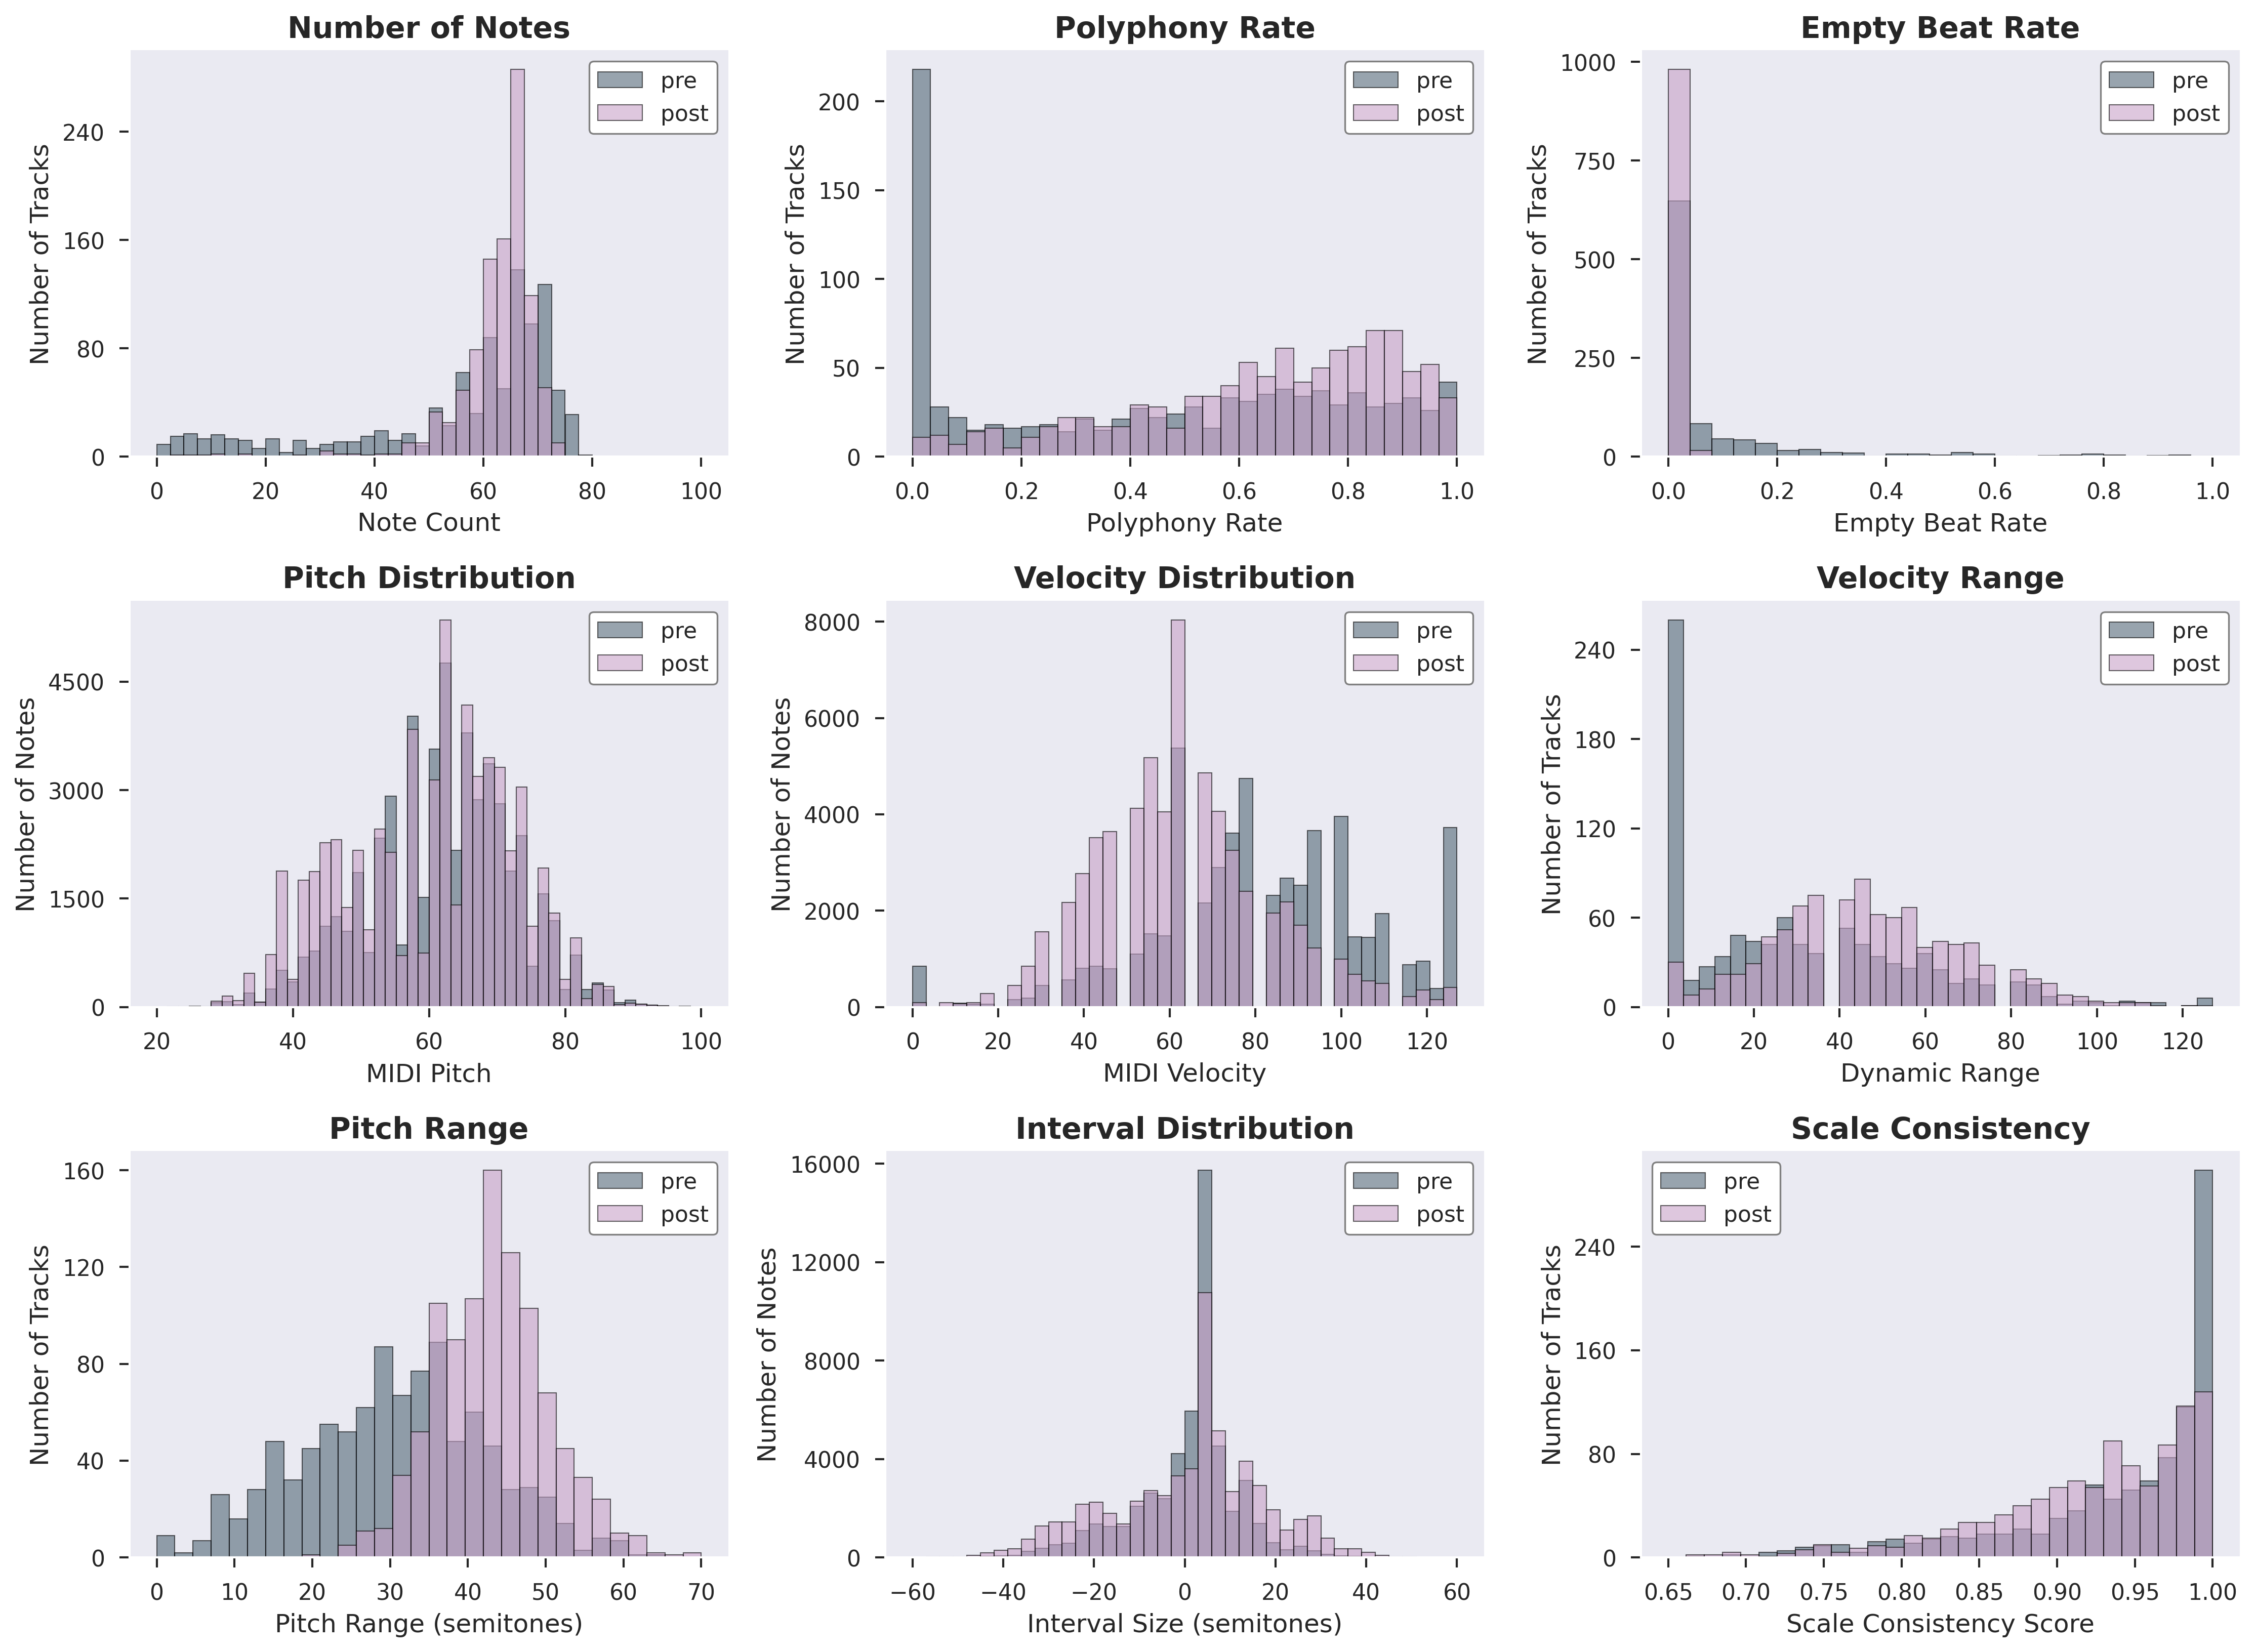 Number of Notes
pre
post
Number of Tracks
240
160
80
0
0 20 40 60 80 100
Note Count
Polyphony Rate
pre
post
Number of Tracks
200
150
100
50
0
0.0 0.2 0.4 0.6 0.8 1.0
Polyphony Rate
Empty Beat Rate
pre
post
Number of Tracks
1000
750
500
250
0
0.0 0.2 0.4 0.6 0.8 1.0
Empty Beat Rate
Pitch Distribution
pre
post
Number of Notes
4500
3000
1500
0
20 40 60 80 100
MIDI Pitch
Velocity Distribution
pre
post
Number of Notes
8000
6000
4000
2000
0
0 20 40 60 80 100 120
MIDI Velocity
Velocity Range
pre
post
Number of Tracks
240
180
120
60
0
0 20 40 60 80 100 120
Dynamic Range
Pitch Range
pre
post
Number of Tracks
160
120
80
40
0
0 10 20 30 40 50 60 70
Pitch Range (semitones)
Interval Distribution
pre
post
Number of Notes
16000
12000
8000
4000
0
−60 −40 −20 0 20 40 60
Interval Size (semitones)
Scale Consistency
pre
post
Number of Tracks
240
160
80
0
0.65 0.70 0.75 0.80 0.85 0.90 0.95 1.00
Scale Consistency Score